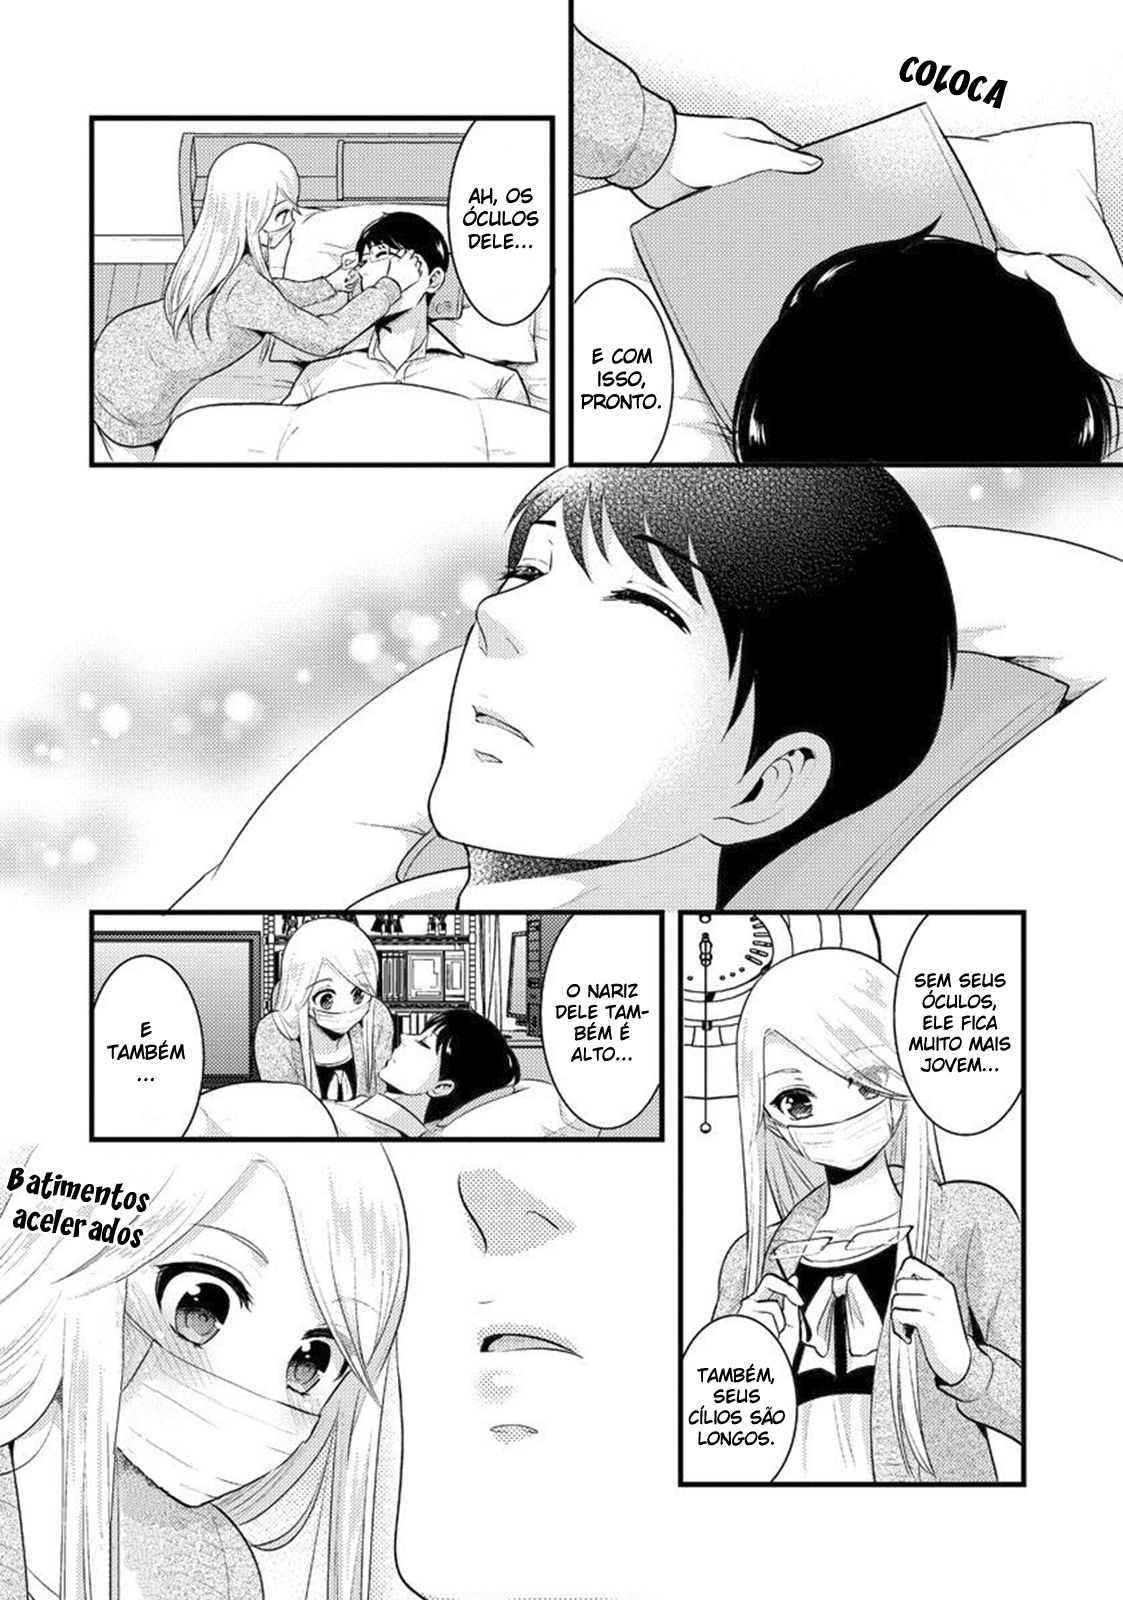 COLOCA
E COM
ISSO,
PRONTO.
AH, OS
ÓCULOS
DELE...
SEM SEUS
ÓCULOS,
ELE FICA
MUITO MAIS
JOVEM...
TAMBÉM,
SEUS
CÍLIOS SÃO
LONGOS.
O NARIZ
DELE TAM-
BÉM É
ALTO...
E
TAMBÉM
...
Batimentos
acelerados